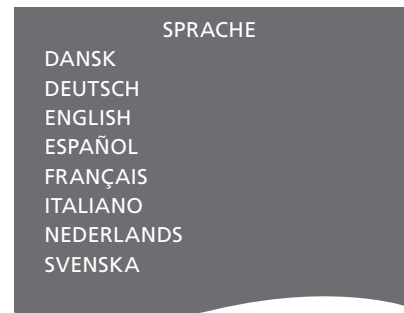 SPRACHE
DANSK
DEUTSCH
ENGLISH
ESPAÑOL
FRANÇAIS
ITALIANO
NEDERLANDS
SVENSKA